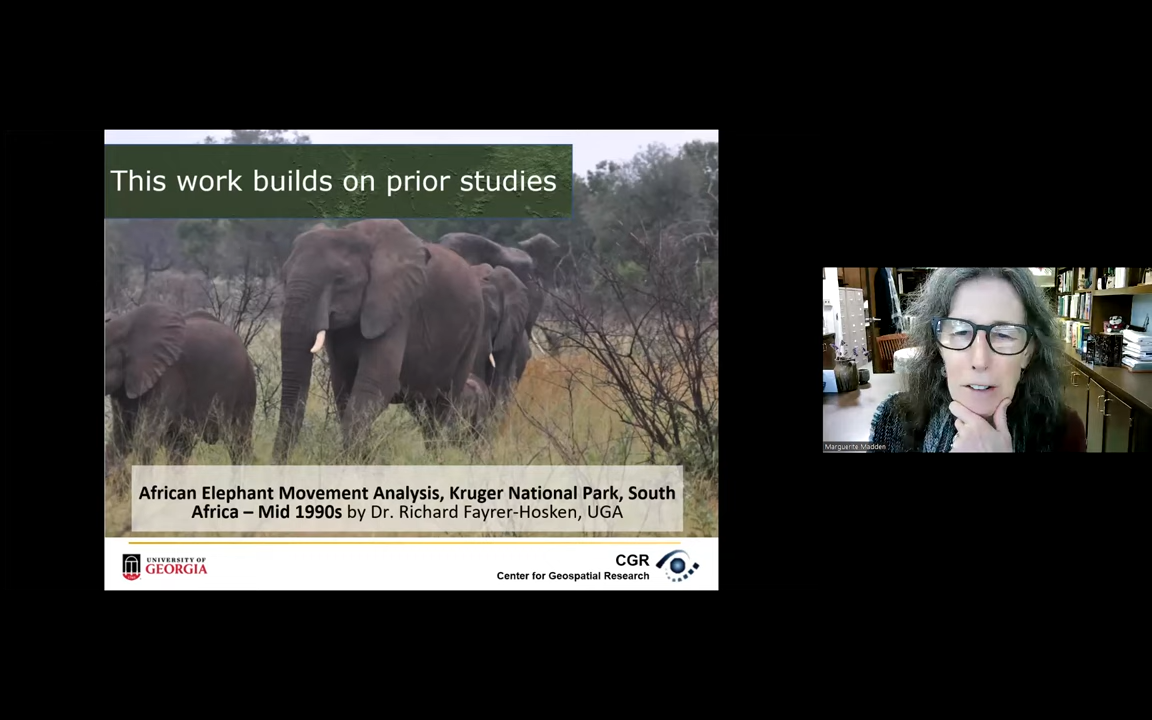 This work builds on prior studies
African Elephant Movement Analysis, Kruger National Park, South
Africa – Mid 1990s by Dr. Richard Fayrer-Hosken, UGA
UNIVERSITY OF
GEORGIA
CGR
Center for Geospatial Research
Marguerite Madden